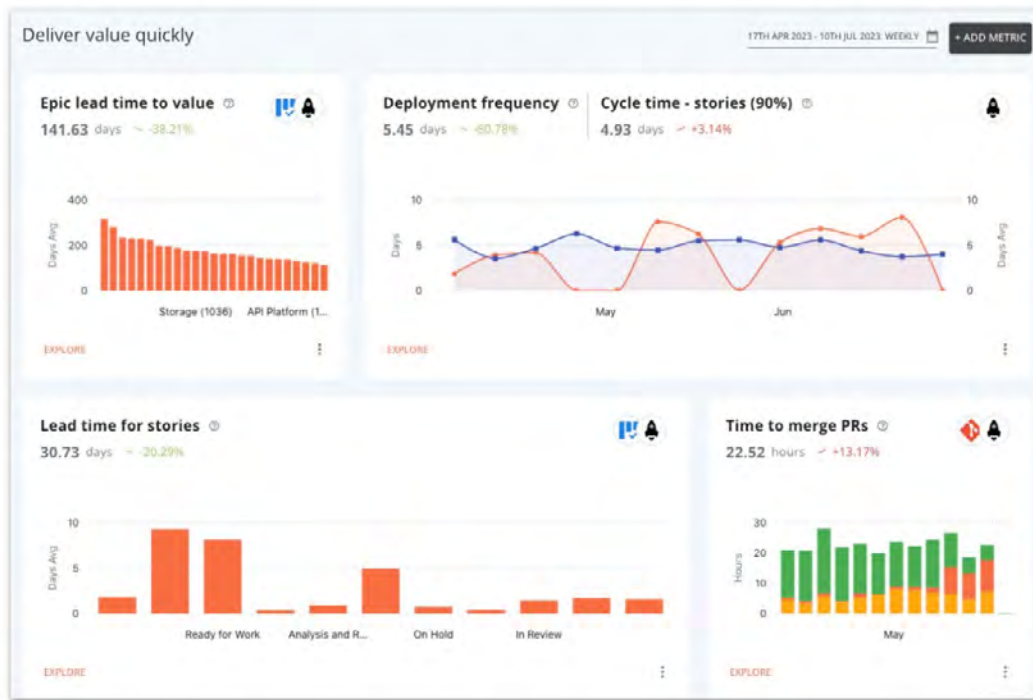 Deliver value quickly
17TH APR 2023 - 10TH JUL 2023 WEEKLY
+ ADD METRIC
Epic lead time to value
141.63 days -38.21%
400
200
0
Days Avg
Storage (1036) API Platform (1...
EXPLORE
Deployment frequency
5.45 days -60.78%
Cycle time - stories (90%)
4.93 days +3.14%
10
5
0
Days
10
5
0
Days Avg
May Jun
EXPLORE
Lead time for stories
30.73 days -20.29%
10
5
0
Days Avg
Ready for Work Analysis and R... On Hold In Review
EXPLORE
Time to merge PRs
22.52 hours +13.17%
30
20
10
0
Hours
May
EXPLORE